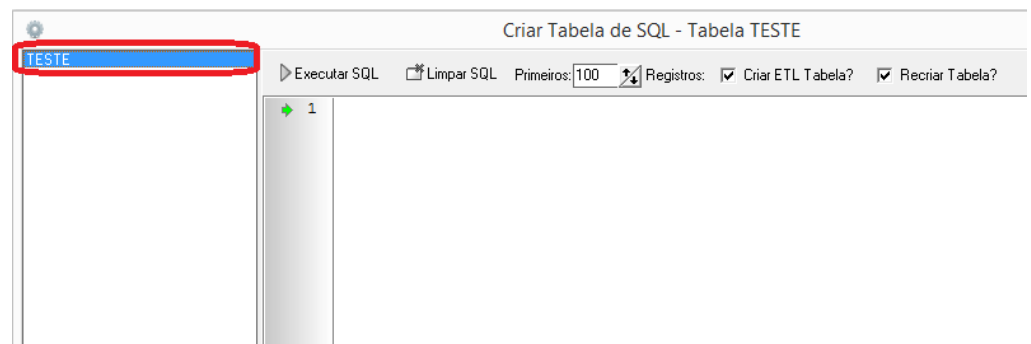 Criar Tabela de SQL - Tabela TESTE
TESTE
Executar SQL Limpar SQL Primeiros: 100 Registros: Criar ETL Tabela? Recriar Tabela?
1